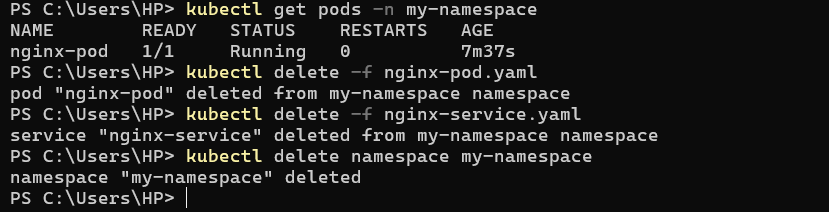 PS C:\Users\HP> kubectl get pods -n my-namespace
NAME        READY   STATUS    RESTARTS   AGE
nginx-pod   1/1     Running   0          7m37s
PS C:\Users\HP> kubectl delete -f nginx-pod.yaml
pod "nginx-pod" deleted from my-namespace namespace
PS C:\Users\HP> kubectl delete -f nginx-service.yaml
service "nginx-service" deleted from my-namespace namespace
PS C:\Users\HP> kubectl delete namespace my-namespace
namespace "my-namespace" deleted
PS C:\Users\HP>